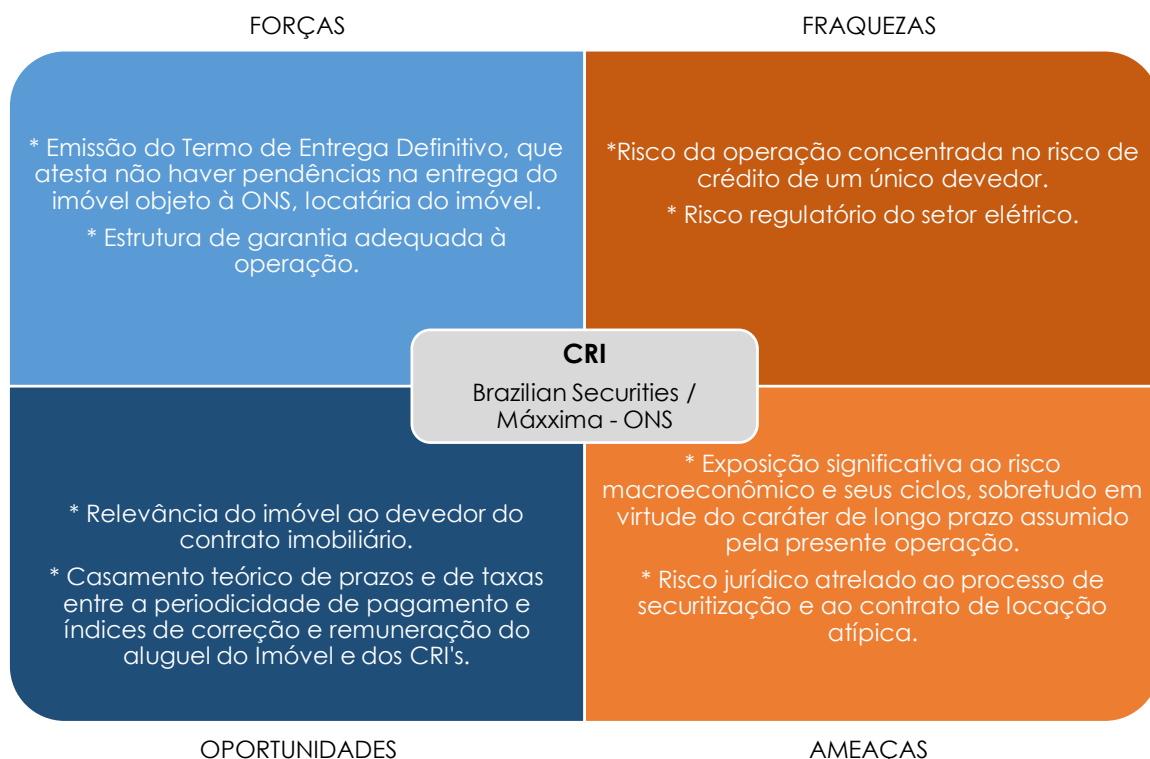 FORÇAS
FRAQUEZAS
* Emissão do Termo de Entrega Definitivo, que
atesta não haver pendências na entrega do
imóvel objeto à ONS, locatária do imóvel.
* Estrutura de garantia adequada à
operação.
*Risco da operação concentrada no risco de
crédito de um único devedor.
* Risco regulatório do setor elétrico.
CRI
Brazilian Securities /
Máxxima - ONS
* Relevância do imóvel ao devedor do
contrato imobiliário.
* Casamento teórico de prazos e de taxas
entre a periodicidade de pagamento e
índices de correção e remuneração do
aluguel do Imóvel e dos CRI's.
* Exposição significativa ao risco
macroeconômico e seus ciclos, sobretudo em
virtude do caráter de longo prazo assumido
pela presente operação.
* Risco jurídico atrelado ao processo de
securitização e ao contrato de locação
atípica.
OPORTUNIDADES
AMEAÇAS